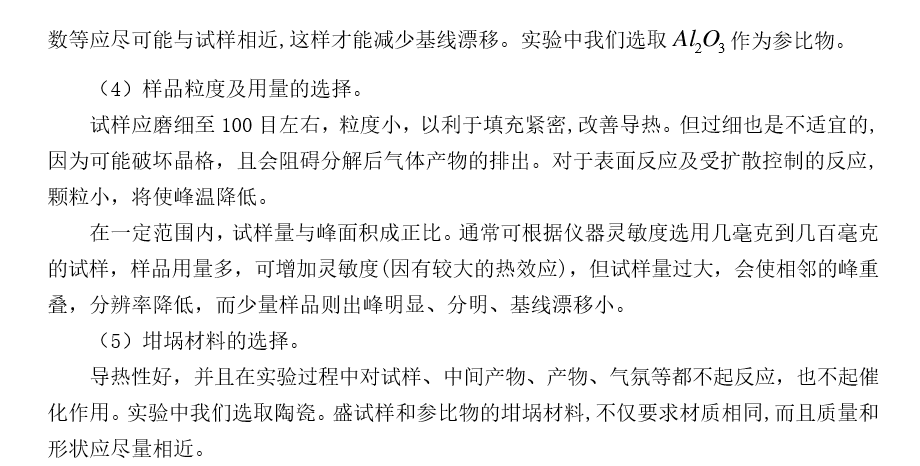 数等应尽可能与试样相近,这样才能减少基线漂移。实验中我们选取Al₂O₃作为参比物。
（4）样品粒度及用量的选择。
试样应磨细至 100 目左右，粒度小，以利于填充紧密,改善导热。但过细也是不适宜的,
因为可能破坏晶格，且会阻碍分解后气体产物的排出。对于表面反应及受扩散控制的反应,
颗粒小，将使峰温降低。
在一定范围内，试样量与峰面积成正比。通常可根据仪器灵敏度选用几毫克到几百毫克
的试样，样品用量多，可增加灵敏度(因有较大的热效应)，但试样量过大，会使相邻的峰重
叠，分辨率降低，而少量样品则出峰明显、分明、基线漂移小。
（5）坩埚材料的选择。
导热性好，并且在实验过程中对试样、中间产物、产物、气氛等都不起反应，也不起催
化作用。实验中我们选取陶瓷。盛试样和参比物的坩埚材料,不仅要求材质相同,而且质量和
形状应尽量相近。